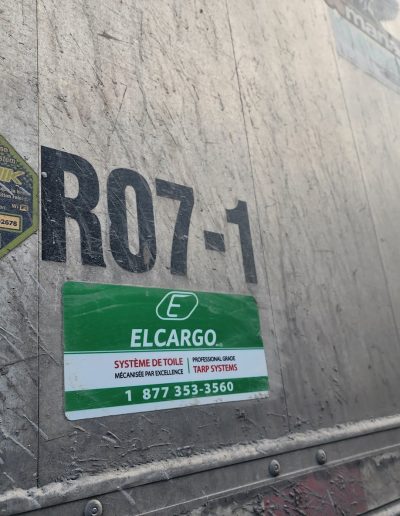 R07-1
E
ELCARGO
SYSTÈME DE TOILE
MÉCANISÉE PAR EXCELLENCE
PROFESSIONAL GRADE
TARP SYSTEMS
1 877 353-3560